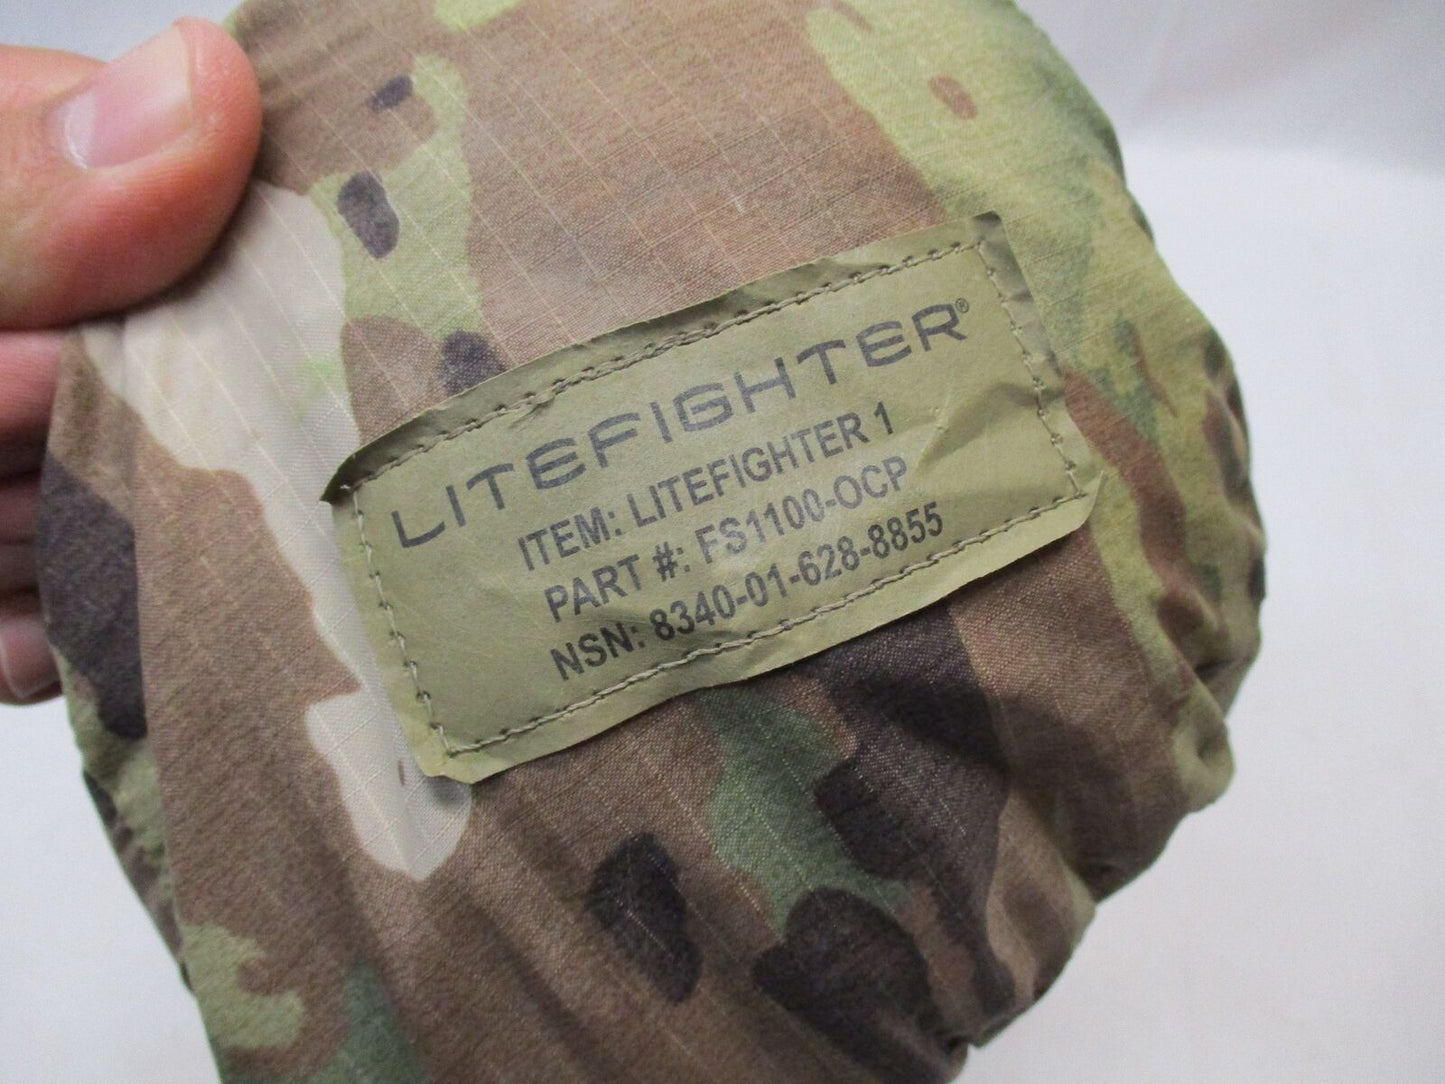 LITEFIGHTER®
ITEM: LITEFIGHTER 1
PART #: FS1100-OCP
NSN: 8340-01-628-8855